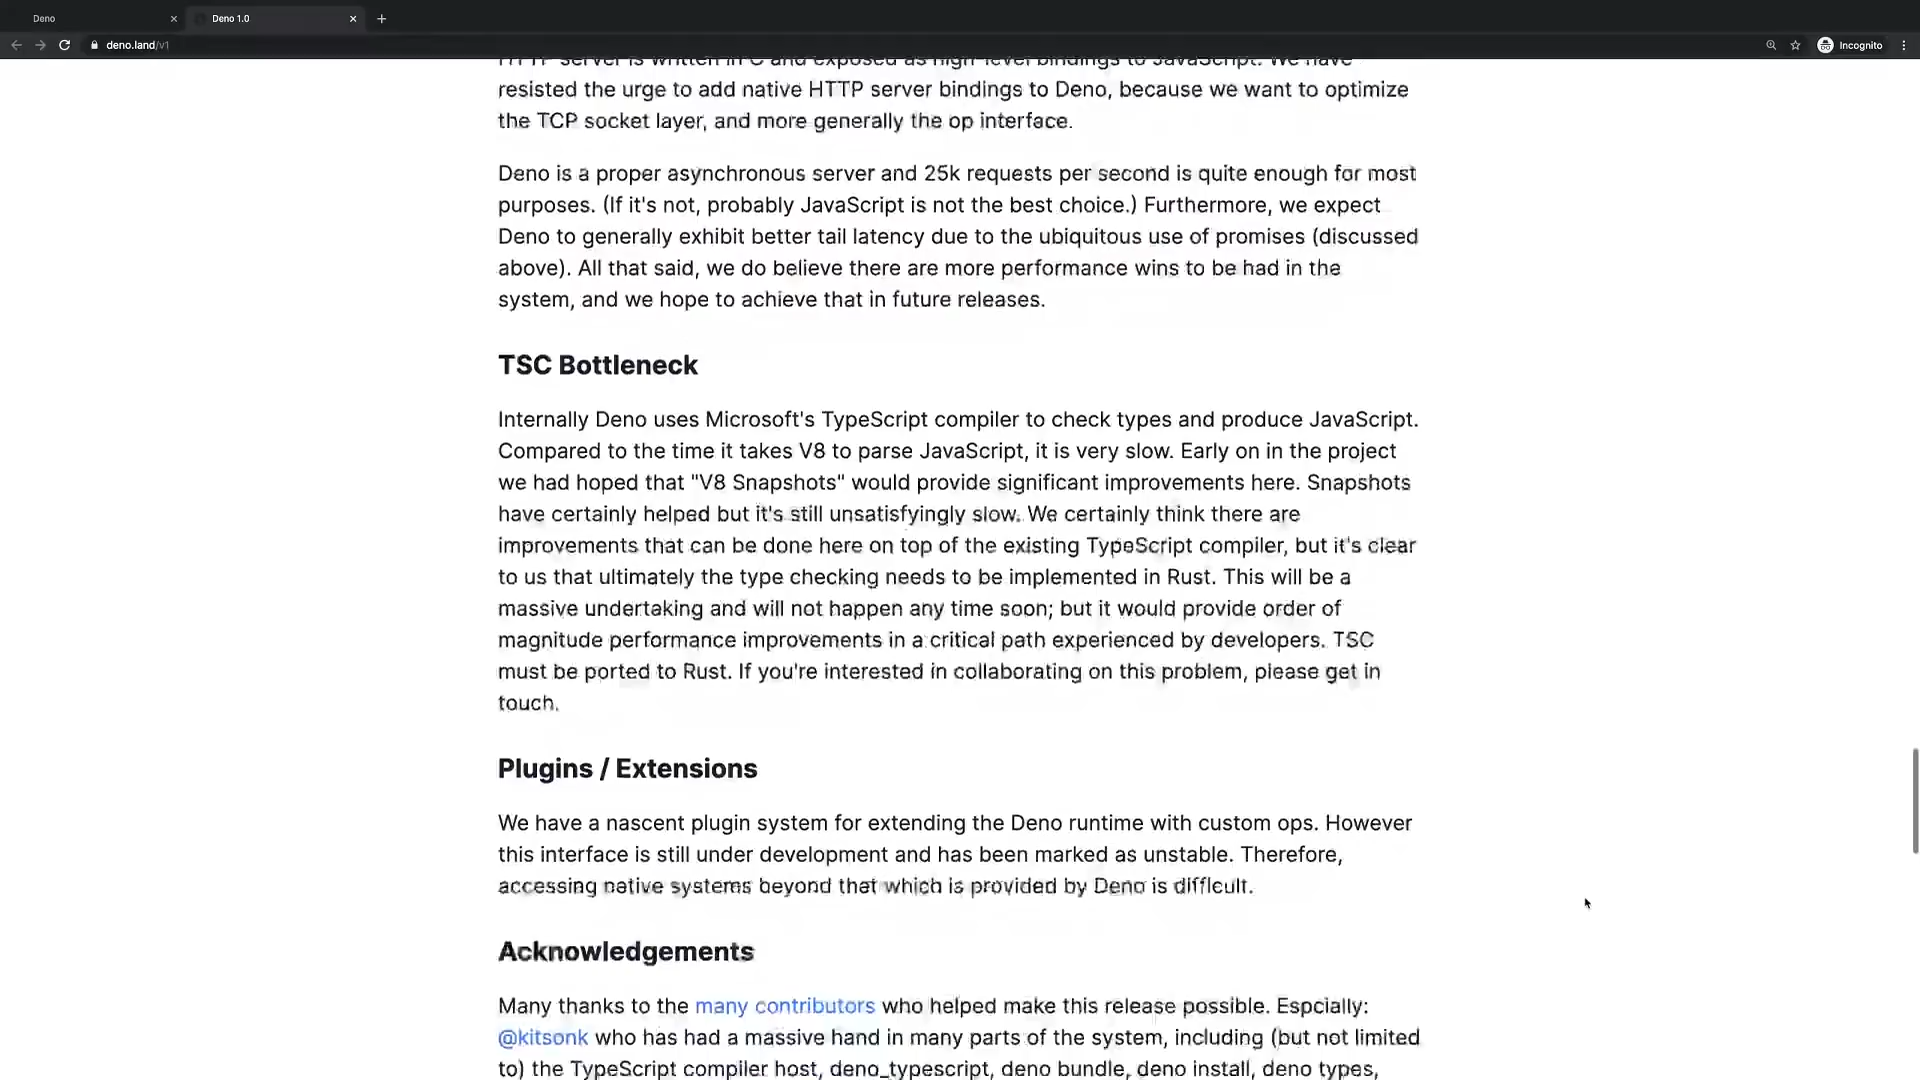 Deno
Deno 1.0
deno.land/v1
Incognito
HTTP server is written in C and exposed as high-level bindings to JavaScript. We have
resisted the urge to add native HTTP server bindings to Deno, because we want to optimize
the TCP socket layer, and more generally the op interface.
Deno is a proper asynchronous server and 25k requests per second is quite enough for most
purposes. (If it's not, probably JavaScript is not the best choice.) Furthermore, we expect
Deno to generally exhibit better tail latency due to the ubiquitous use of promises (discussed
above). All that said, we do believe there are more performance wins to be had in the
system, and we hope to achieve that in future releases.
TSC Bottleneck
Internally Deno uses Microsoft's TypeScript compiler to check types and produce JavaScript.
Compared to the time it takes V8 to parse JavaScript, it is very slow. Early on in the project
we had hoped that "V8 Snapshots" would provide significant improvements here. Snapshots
have certainly helped but it's still unsatisfyingly slow. We certainly think there are
improvements that can be done here on top of the existing TypeScript compiler, but it's clear
to us that ultimately the type checking needs to be implemented in Rust. This will be a
massive undertaking and will not happen any time soon; but it would provide order of
magnitude performance improvements in a critical path experienced by developers. TSC
must be ported to Rust. If you're interested in collaborating on this problem, please get in
touch.
Plugins / Extensions
We have a nascent plugin system for extending the Deno runtime with custom ops. However
this interface is still under development and has been marked as unstable. Therefore,
accessing native systems beyond that which is provided by Deno is difficult.
Acknowledgements
Many thanks to the many contributors who helped make this release possible. Espcially:
@kitsonk who has had a massive hand in many parts of the system, including (but not limited
to) the TypeScript compiler host, deno_typescript, deno bundle, deno install, deno types,